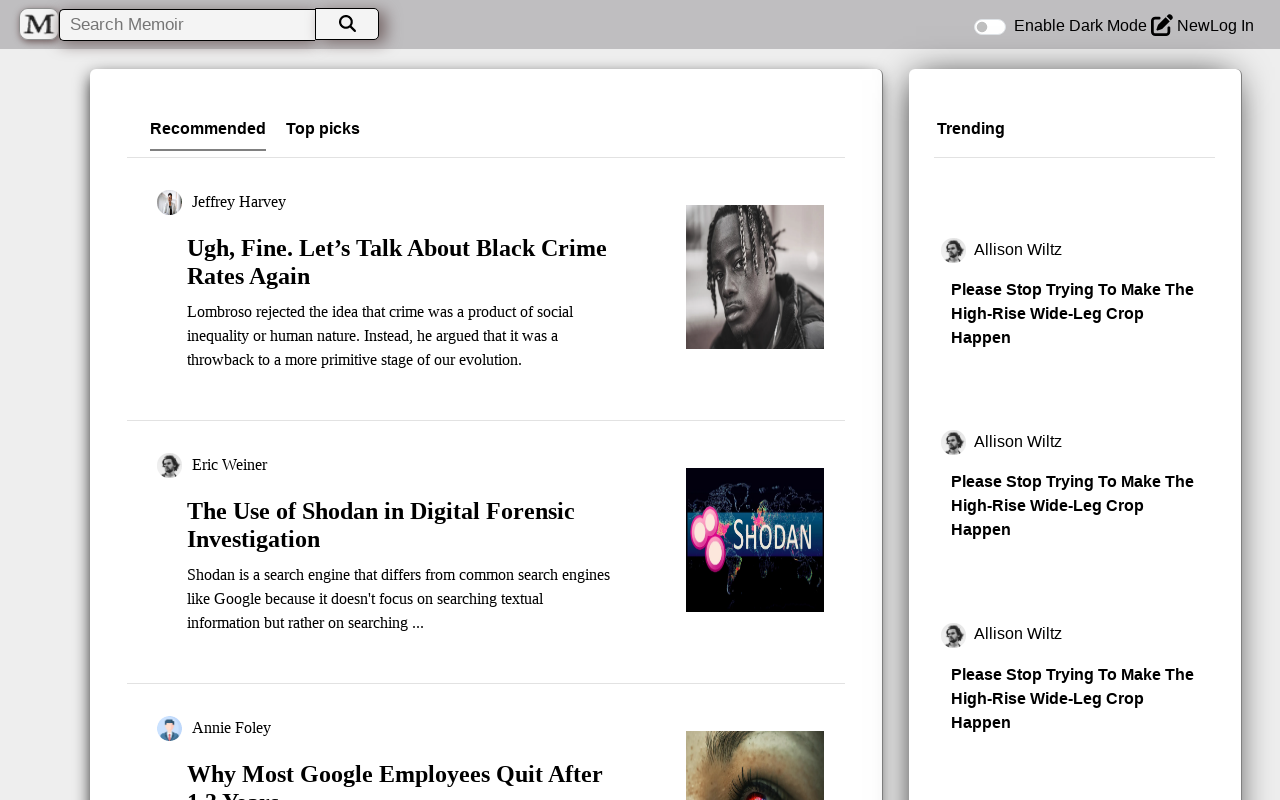 M
Search Memoir
Enable Dark Mode
New
Log In
Recommended
Top picks
Jeffrey Harvey
Ugh, Fine. Let’s Talk About Black Crime
Rates Again
Lombroso rejected the idea that crime was a product of social
inequality or human nature. Instead, he argued that it was a
throwback to a more primitive stage of our evolution.
Eric Weiner
The Use of Shodan in Digital Forensic
Investigation
Shodan is a search engine that differs from common search engines
like Google because it doesn't focus on searching textual
information but rather on searching ...
SHODAN
Annie Foley
Why Most Google Employees Quit After
Trending
Allison Wiltz
Please Stop Trying To Make The
High-Rise Wide-Leg Crop
Happen
Allison Wiltz
Please Stop Trying To Make The
High-Rise Wide-Leg Crop
Happen
Allison Wiltz
Please Stop Trying To Make The
High-Rise Wide-Leg Crop
Happen